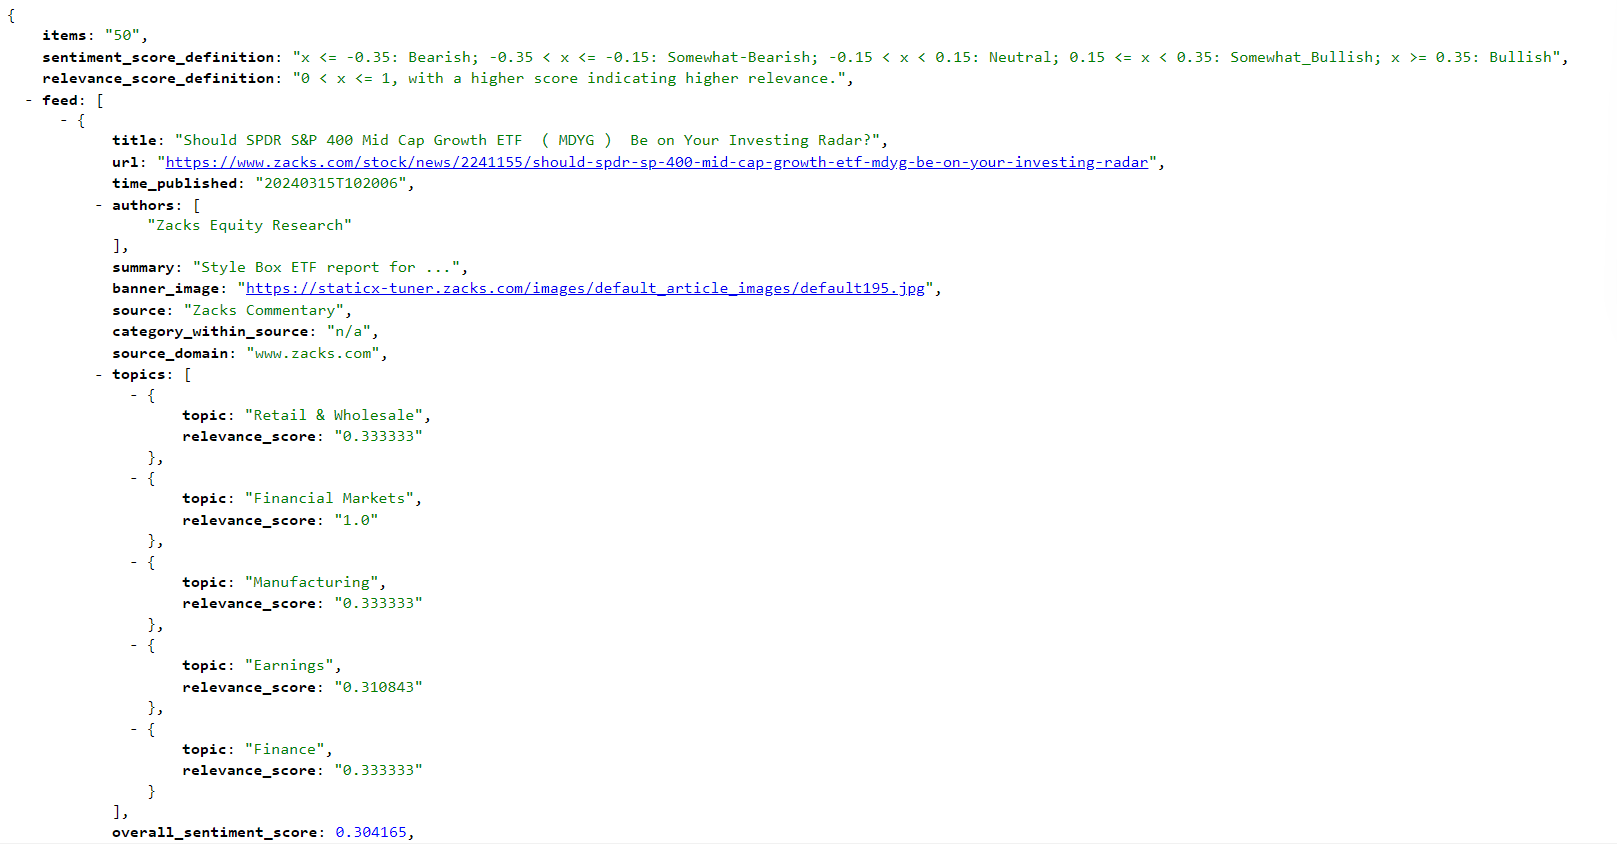 {
items: "50",
sentiment_score_definition: "x <= -0.35: Bearish; -0.35 < x <= -0.15: Somewhat-Bearish; -0.15 < x < 0.15: Neutral; 0.15 <= x < 0.35: Somewhat_Bullish; x >= 0.35: Bullish",
relevance_score_definition: "0 < x <= 1, with a higher score indicating higher relevance.",
- feed: [
- {
title: "Should SPDR S&P 400 Mid Cap Growth ETF  ( MDYG )  Be on Your Investing Radar?",
url: "https://www.zacks.com/stock/news/2241155/should-spdr-sp-400-mid-cap-growth-etf-mdyg-be-on-your-investing-radar",
time_published: "20240315T102006",
- authors: [
"Zacks Equity Research"
],
summary: "Style Box ETF report for ...",
banner_image: "https://staticx-tuner.zacks.com/images/default_article_images/default195.jpg",
source: "Zacks Commentary",
category_within_source: "n/a",
source_domain: "www.zacks.com",
- topics: [
- {
topic: "Retail & Wholesale",
relevance_score: "0.333333"
},
- {
topic: "Financial Markets",
relevance_score: "1.0"
},
- {
topic: "Manufacturing",
relevance_score: "0.333333"
},
- {
topic: "Earnings",
relevance_score: "0.310843"
},
- {
topic: "Finance",
relevance_score: "0.333333"
}
],
overall_sentiment_score: 0.304165,